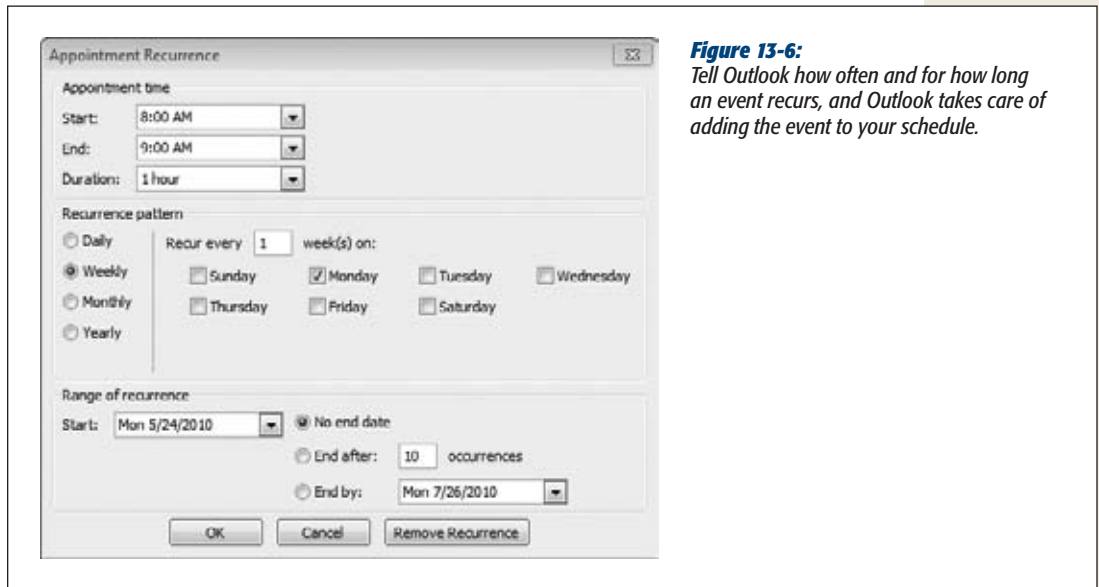 Appointment Recurrence
Appointment time
Start: 8:00 AM
End: 9:00 AM
Duration: 1 hour
Recurrence pattern
Daily
Weekly
Monthly
Yearly
Recur every 1 week(s) on:
Sunday Monday Tuesday Wednesday
Thursday Friday Saturday
Range of recurrence
Start: Mon 5/24/2010
No end date
End after: 10 occurrences
End by: Mon 7/26/2010
OK Cancel Remove Recurrence
Figure 13-6:
Tell Outlook how often and for how long
an event recurs, and Outlook takes care of
adding the event to your schedule.